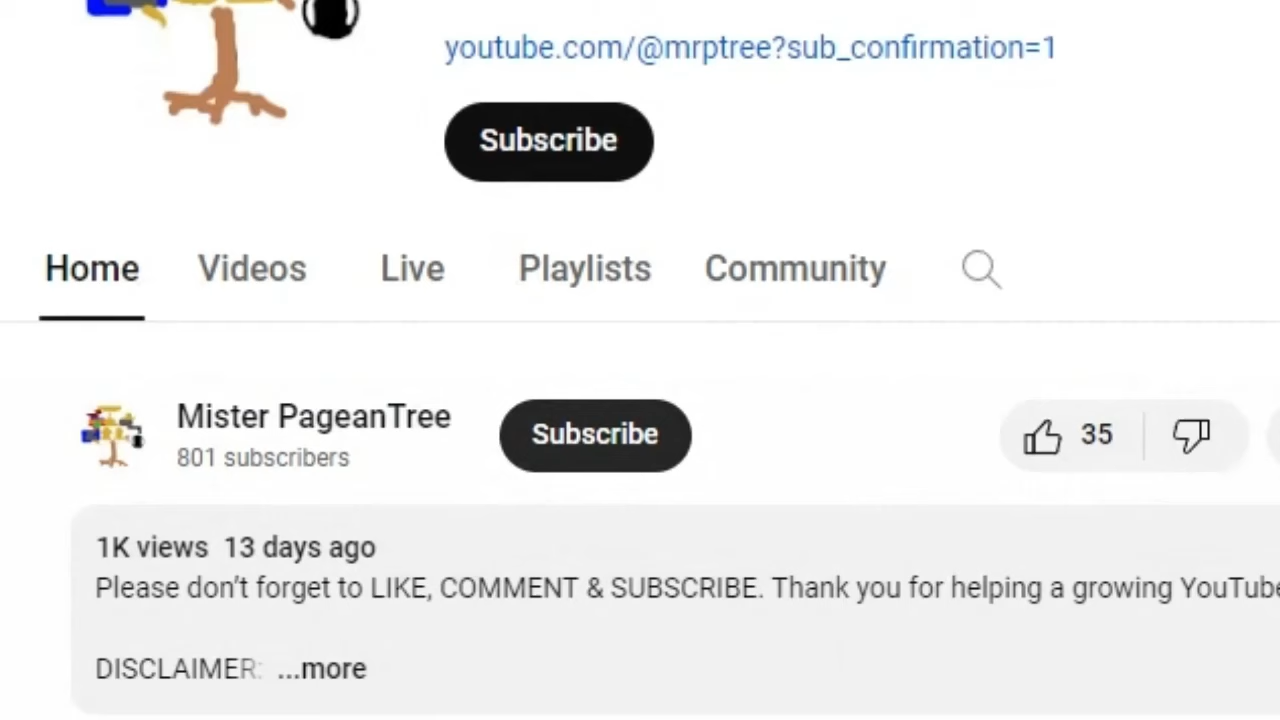 youtube.com/@mrptree?sub_confirmation=1
Subscribe
Home Videos Live Playlists Community
Mister PageanTree
801 subscribers
Subscribe
35
1K views 13 days ago
Please don't forget to LIKE, COMMENT & SUBSCRIBE. Thank you for helping a growing YouTube
DISCLAIMER: ...more